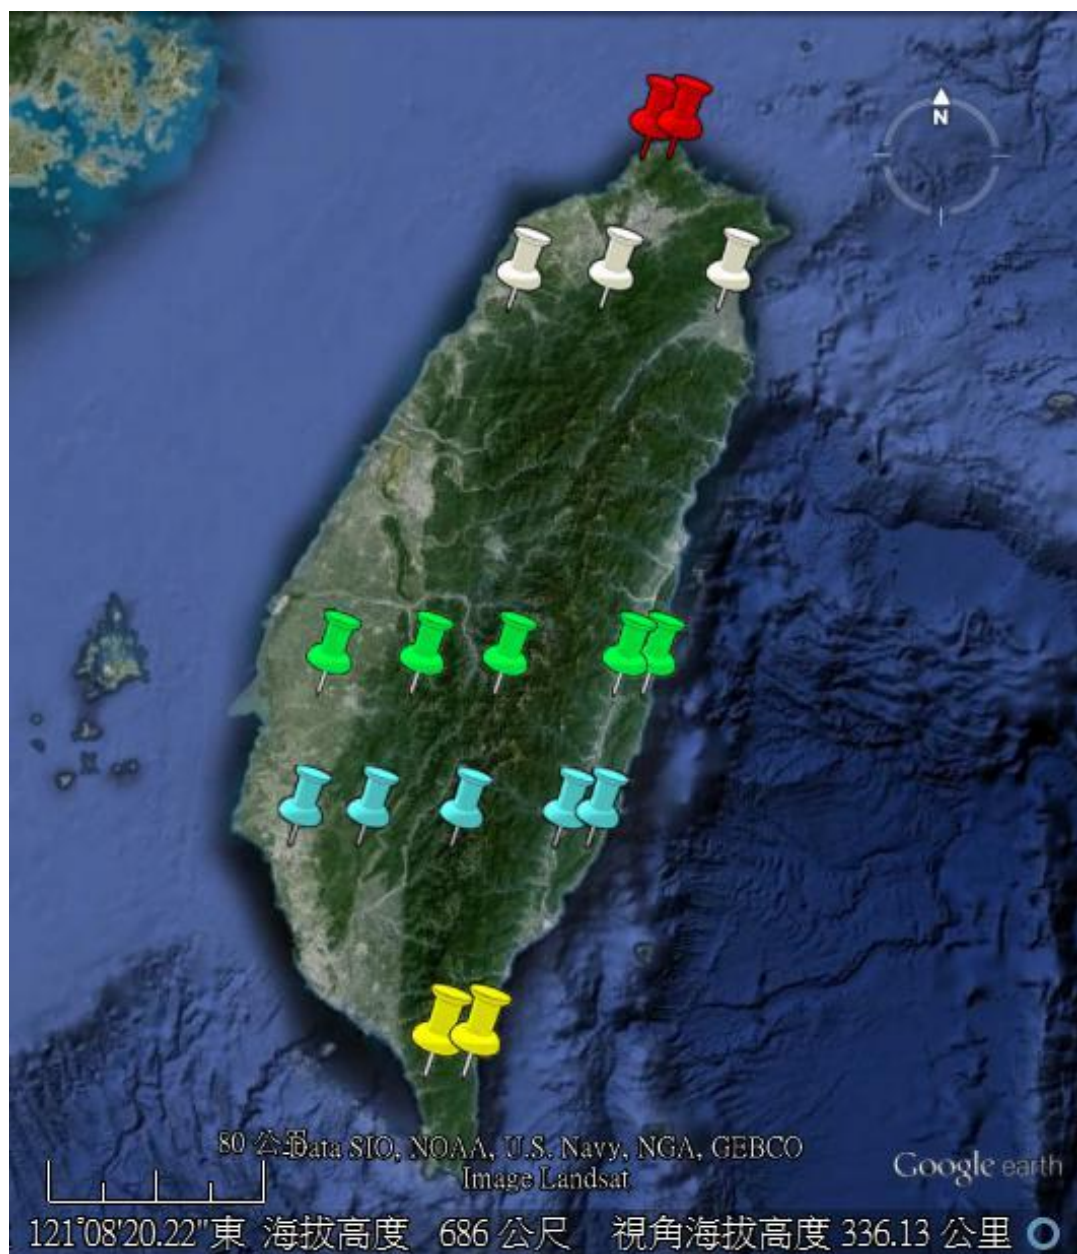 N
80 公里
Data SIO, NOAA, U.S. Navy, NGA, GEBCO
Image Landsat
Google earth
121°08'20.22"東 海拔高度 686 公尺 視角海拔高度 336.13 公里